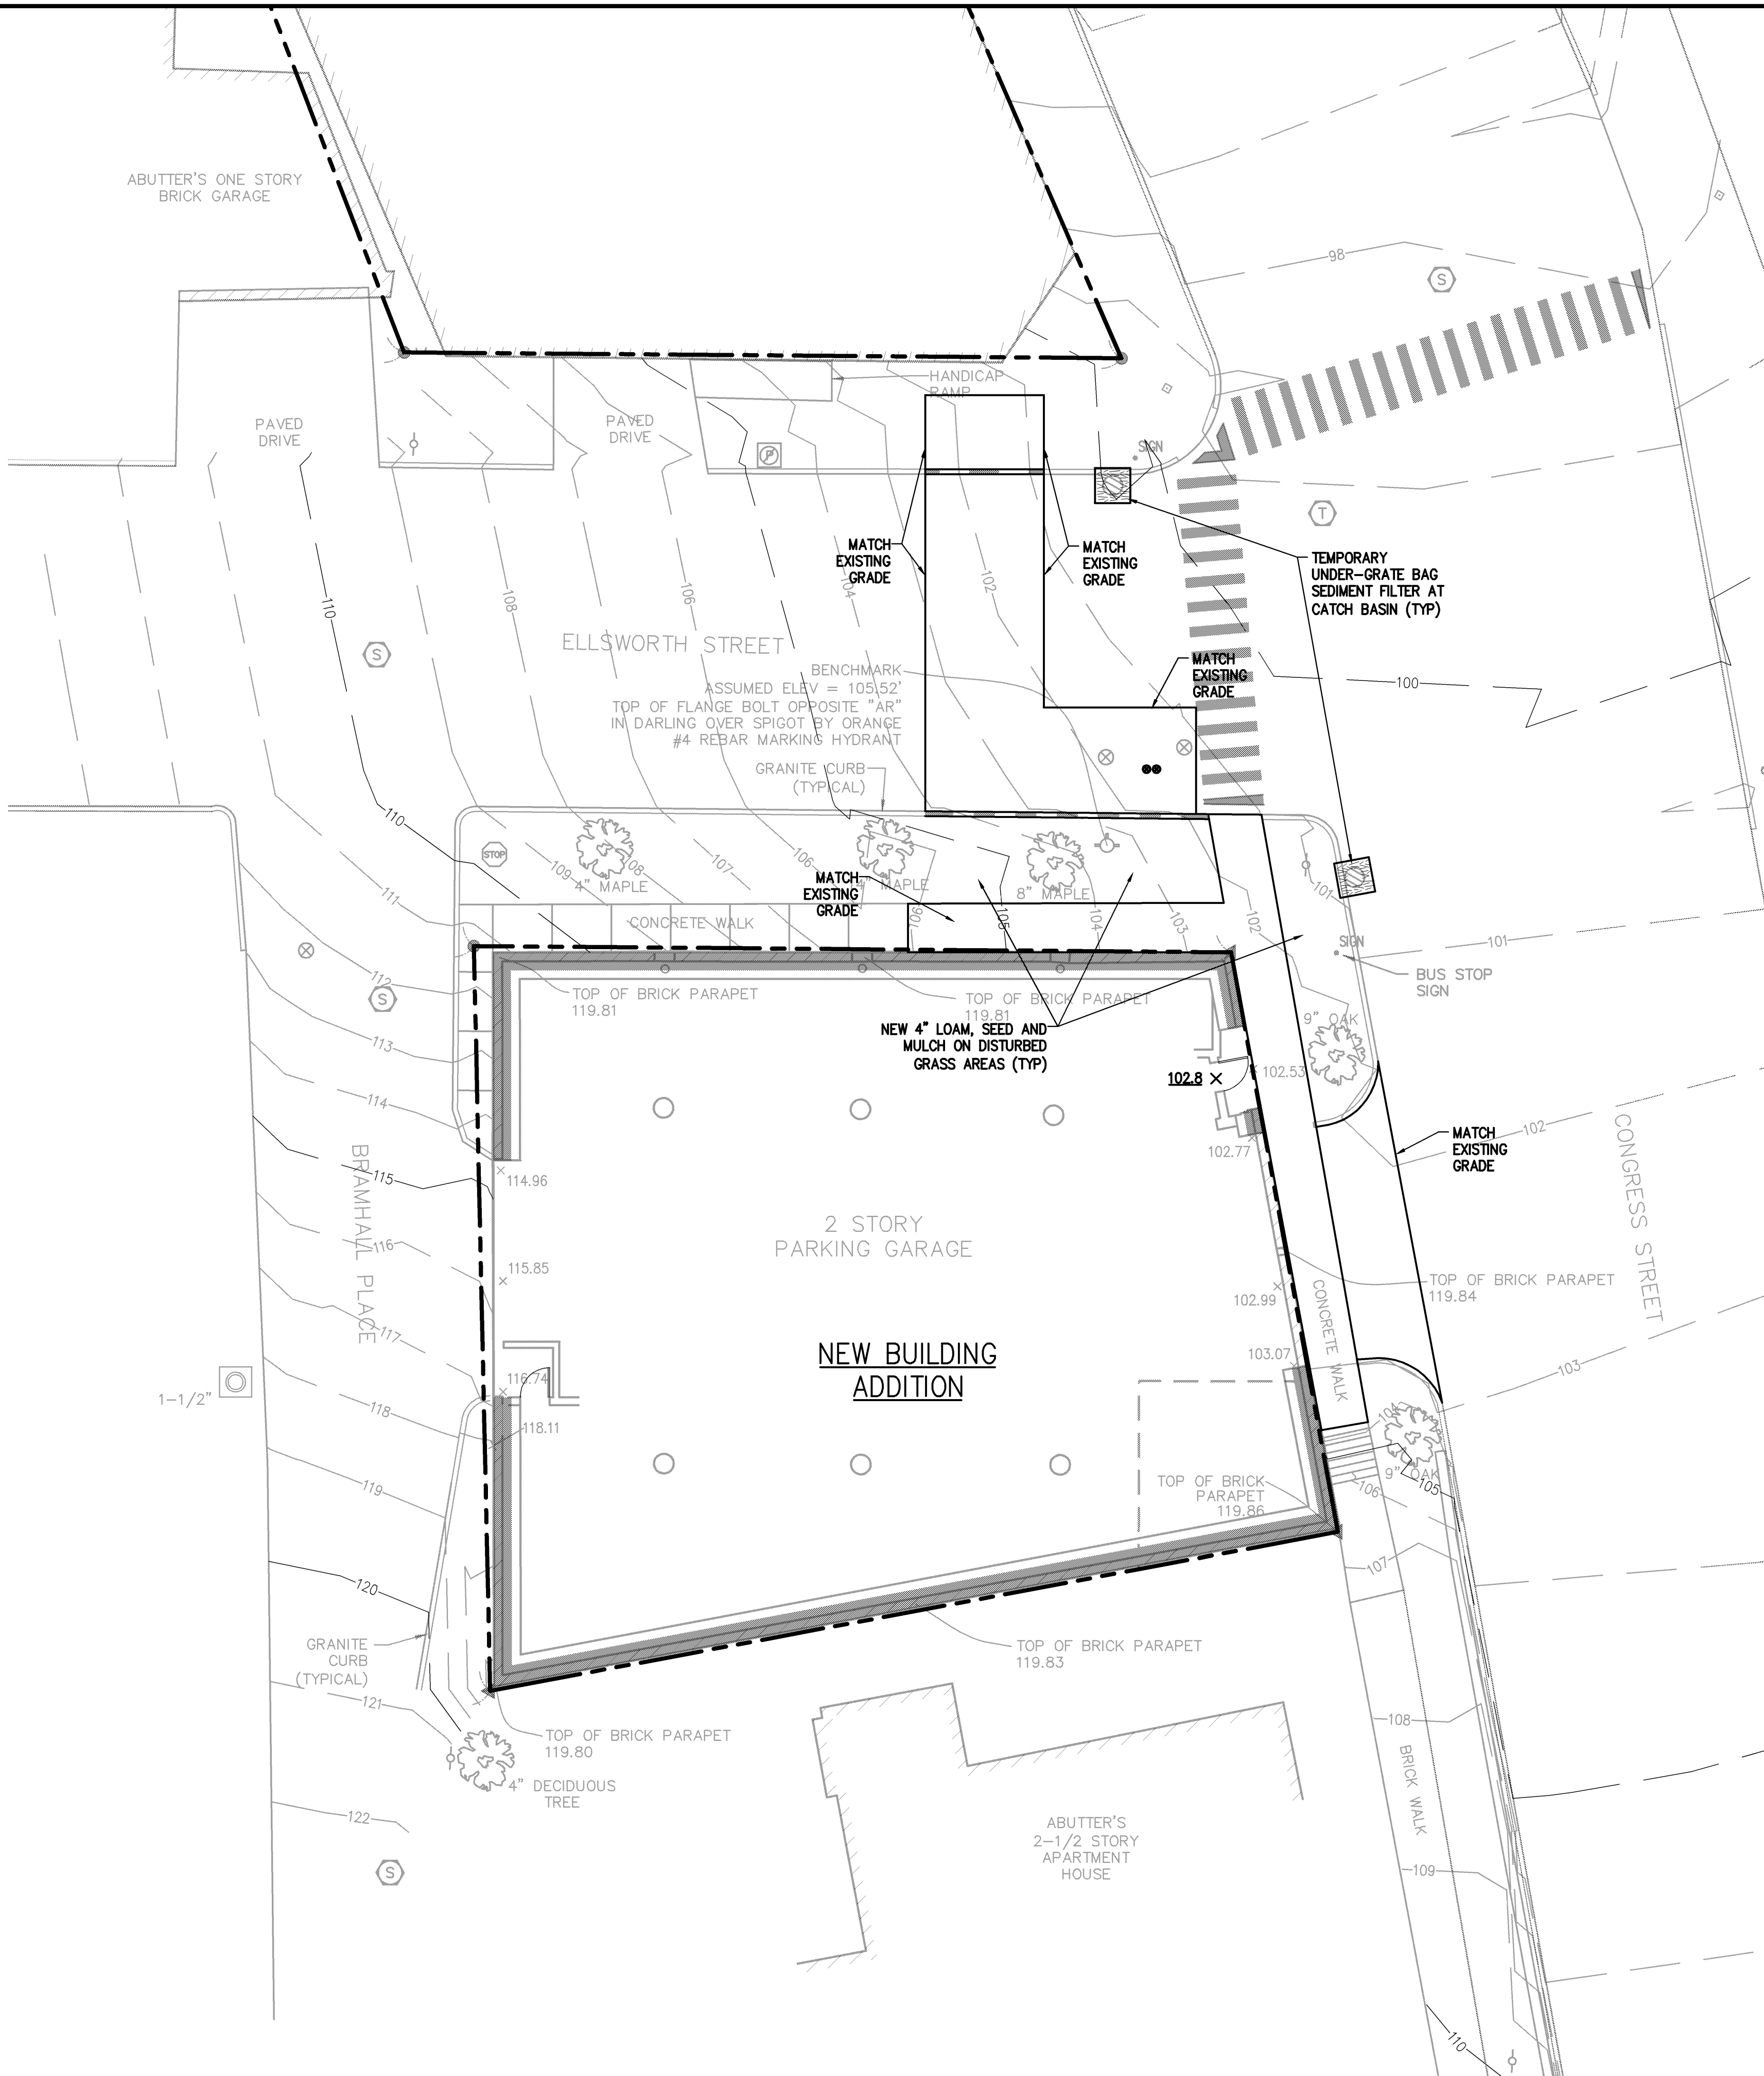 ABUTTER'S ONE STORY
BRICK GARAGE
98
S
HANDICAP
RAMP
PAVED
DRIVE
PAVED
DRIVE
P
SIGN
T
MATCH
EXISTING
GRADE
MATCH
EXISTING
GRADE
TEMPORARY
UNDER-GRATE BAG
SEDIMENT FILTER AT
CATCH BASIN (TYP)
110
108
106
104
102
ELLSWORTH STREET
S
BENCHMARK
ASSUMED ELEV = 105.52'
TOP OF FLANGE BOLT OPPOSITE "AR"
IN DARLING OVER SPIGOT BY ORANGE
#4 REBAR MARKING HYDRANT
MATCH
EXISTING
GRADE
100
GRANITE CURB
(TYPICAL)
110
STOP
109
108
107
106
4" MAPLE
4" MAPLE
8" MAPLE
MATCH
EXISTING
GRADE
101
111
CONCRETE WALK
106
105
104
103
102
SIGN
101
BUS STOP
SIGN
112
S
TOP OF BRICK PARAPET
119.81
TOP OF BRICK PARAPET
119.81
NEW 4" LOAM, SEED AND
MULCH ON DISTURBED
GRASS AREAS (TYP)
9" OAK
113
102.8
102.53
114
102.77
102
MATCH
EXISTING
GRADE
CONGRESS STREET
115
114.96
BRAMHALL PLACE
2 STORY
PARKING GARAGE
116
115.85
TOP OF BRICK PARAPET
119.84
102.99
CONCRETE WALK
117
NEW BUILDING
ADDITION
103.07
103
116.74
1-1/2"
118
118.11
104
9" OAK
105
106
119
TOP OF BRICK
PARAPET
119.86
107
120
GRANITE
CURB
(TYPICAL)
TOP OF BRICK PARAPET
119.83
121
TOP OF BRICK PARAPET
119.80
108
BRICK WALK
4" DECIDUOUS
TREE
122
ABUTTER'S
2-1/2 STORY
APARTMENT
HOUSE
S
109
110